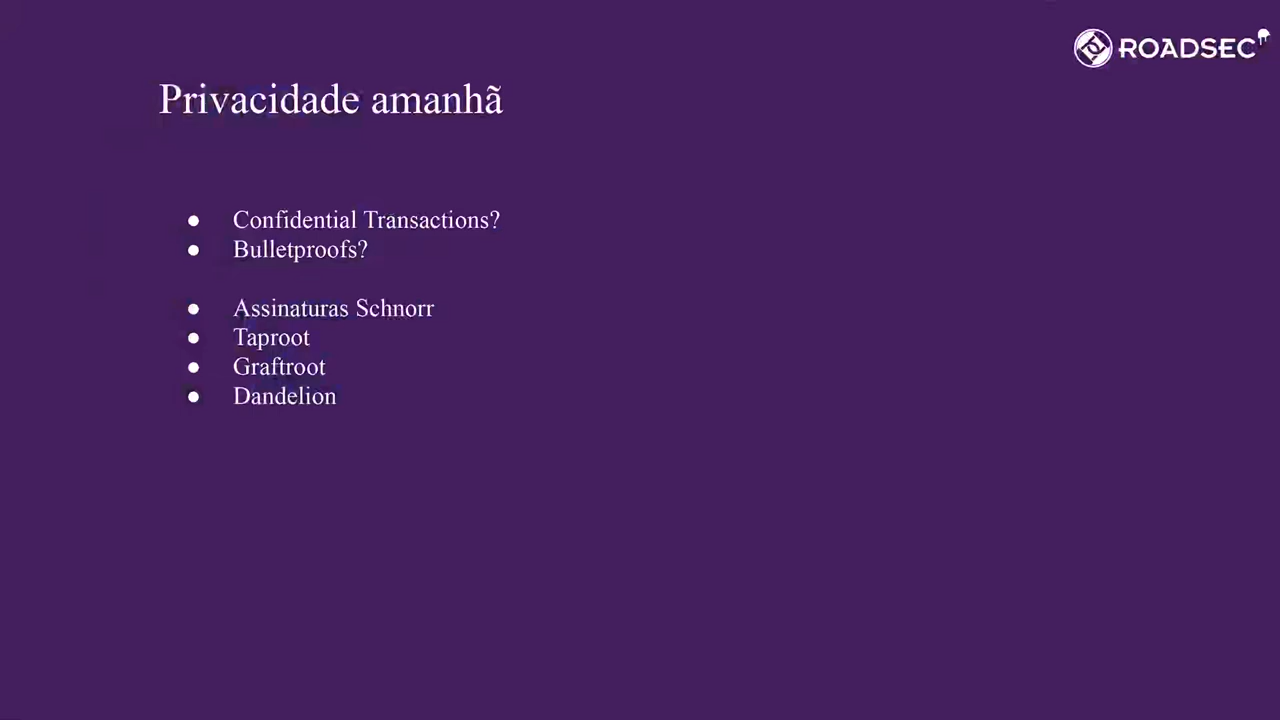 ROADSEC
Privacidade amanhã
● Confidential Transactions?
● Bulletproofs?
● Assinaturas Schnorr
● Taproot
● Graftroot
● Dandelion